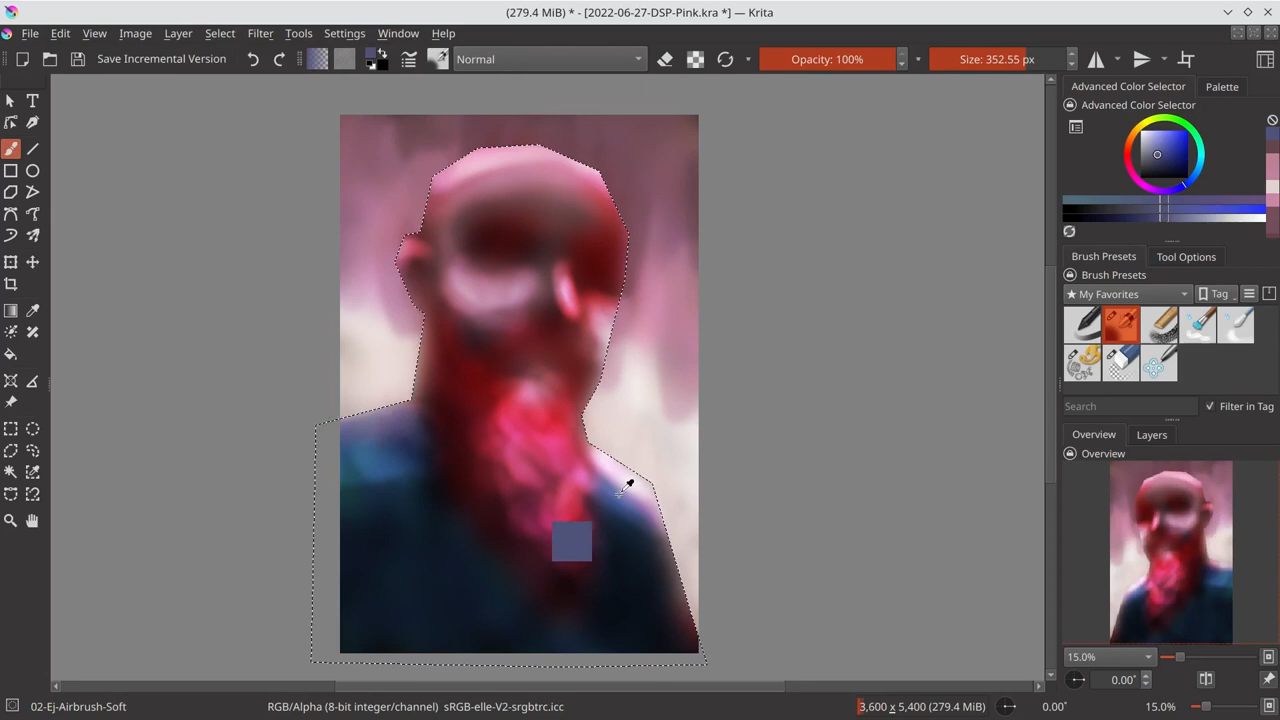 (279.4 MiB) * - [2022-06-27-DSP-Pink.kra *] — Krita
File Edit View Image Layer Select Filter Tools Settings Window Help
Save Incremental Version Normal Opacity: 100% Size: 352.55 px
Advanced Color Selector Palette
Advanced Color Selector
Brush Presets Tool Options
Brush Presets
★ My Favorites Tag
Search Filter in Tag
Overview Layers
Overview
15.0%
0.00°
02-Ej-Airbrush-Soft RGB/Alpha (8-bit integer/channel) sRGB-elle-V2-srgbtrc.icc 3,600 x 5,400 (279.4 MiB) 0.00° 15.0%